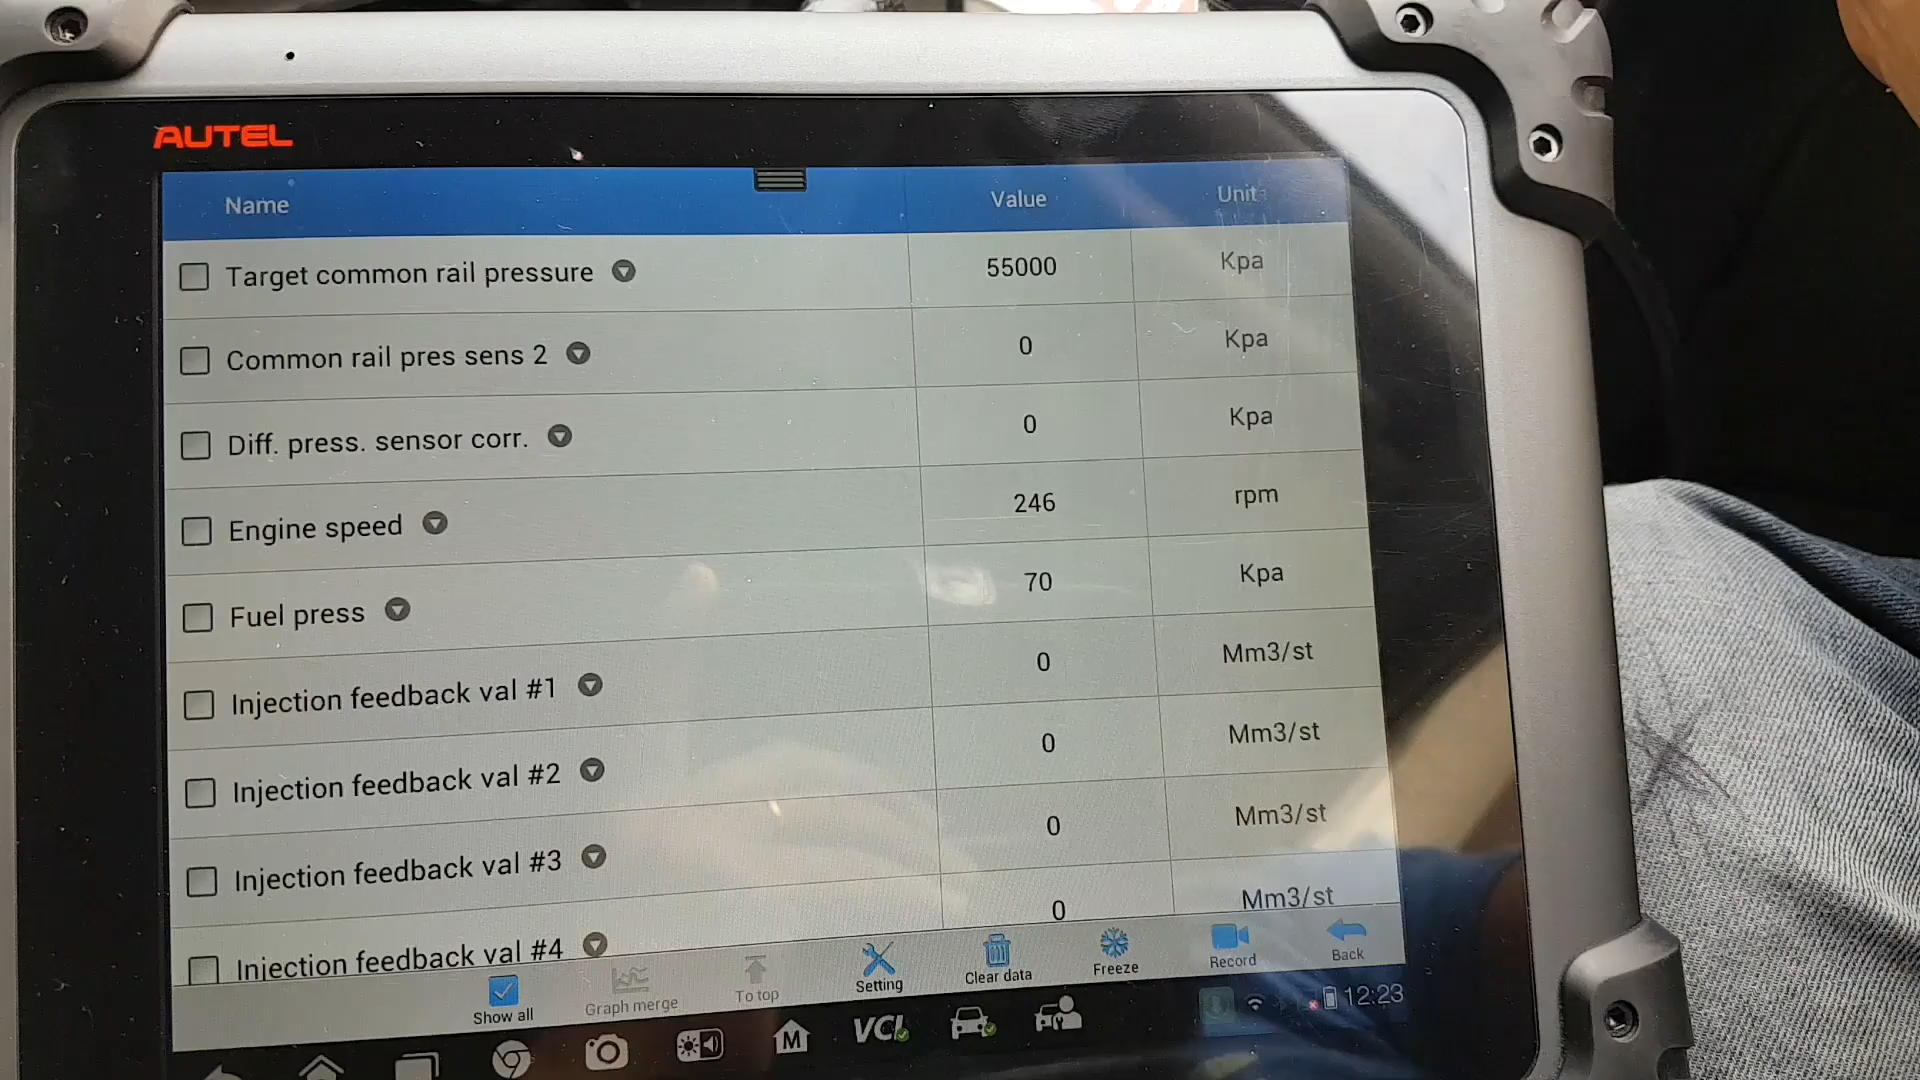 AUTEL
Name Value Unit
Target common rail pressure 55000 Kpa
Common rail pres sens 2 0 Kpa
Diff. press. sensor corr. 0 Kpa
Engine speed 246 rpm
Fuel press 70 Kpa
Injection feedback val #1 0 Mm3/st
Injection feedback val #2 0 Mm3/st
Injection feedback val #3 0 Mm3/st
Injection feedback val #4 0 Mm3/st
Show all Graph merge To top Setting Clear data Freeze Record Back
M VCI 12:23